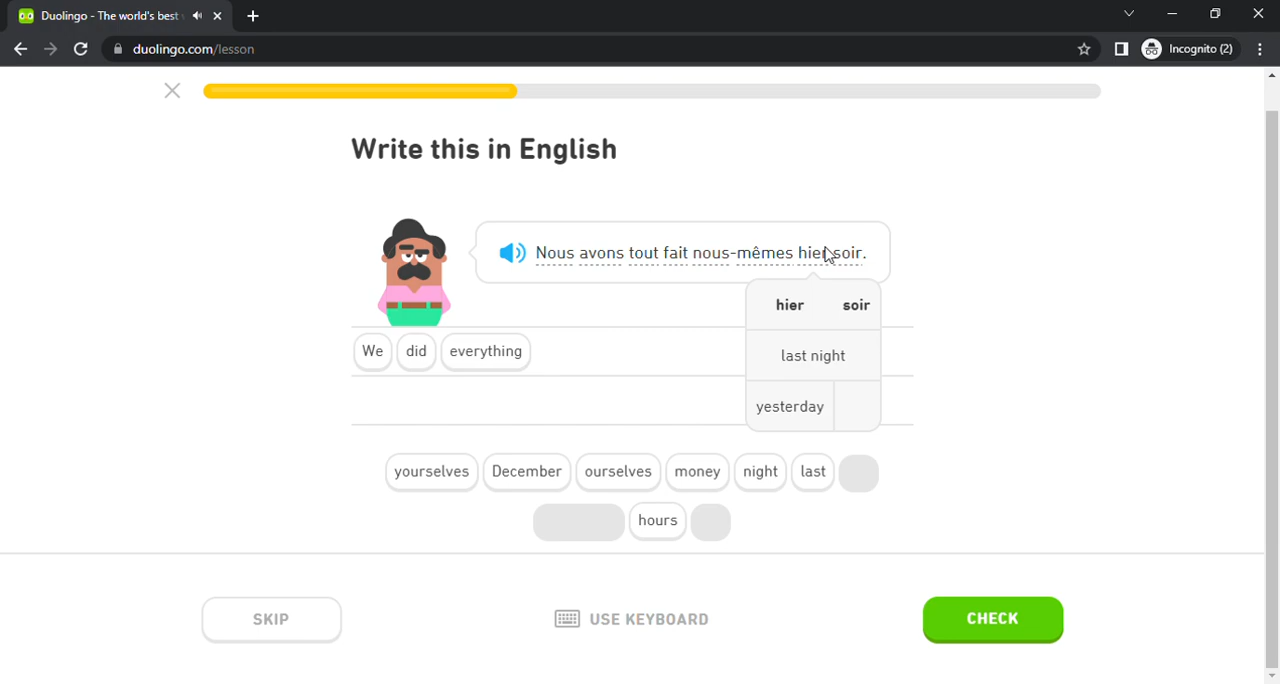 Duolingo - The world's best
duolingo.com/lesson
Incognito (2)
Write this in English
Nous avons tout fait nous-mêmes hier soir.
hier soir
last night
yesterday
We did everything
yourselves December ourselves money night last
hours
SKIP
USE KEYBOARD
CHECK